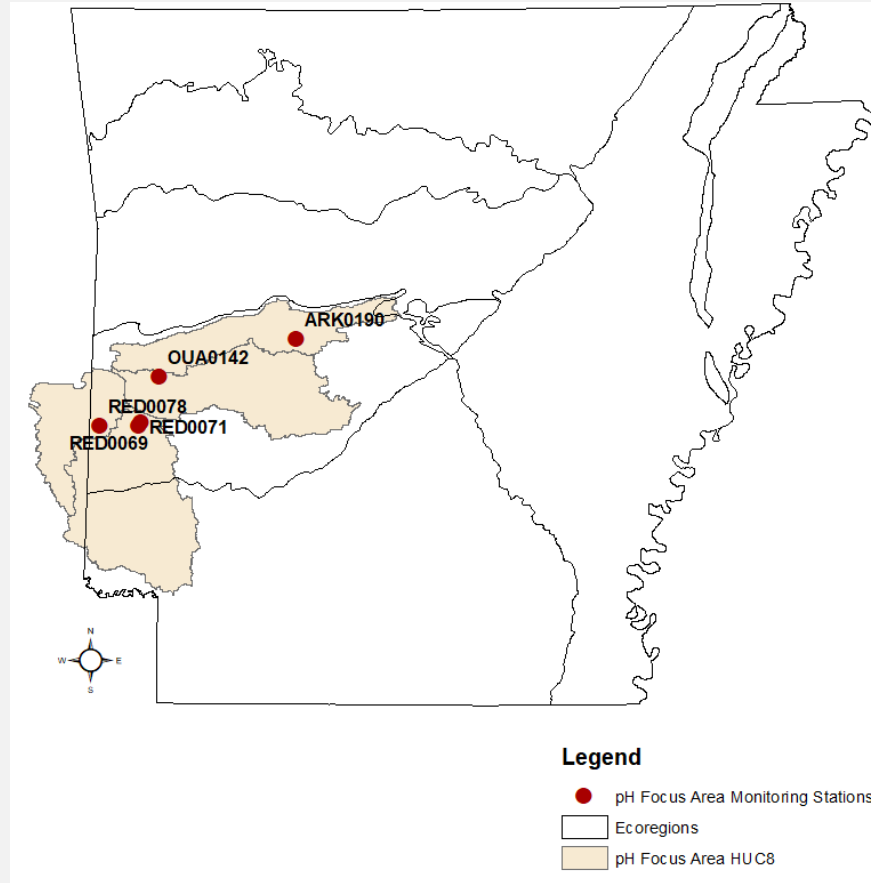 ARK0190
OUA0142
RED0078
RED0071
RED0069
N
W
E
S
Legend
pH Focus Area Monitoring Stations
Ecoregions
pH Focus Area HUC8